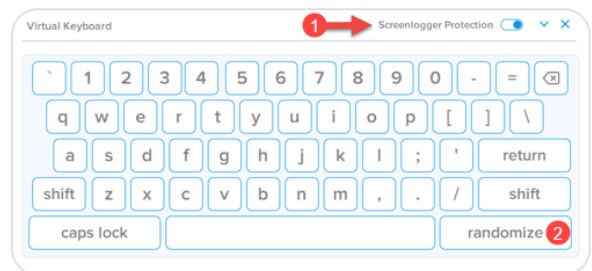 Virtual Keyboard 1 Screenlogger Protection
` 1 2 3 4 5 6 7 8 9 0 - =
q w e r t y u i o p [ ] \
a s d f g h j k l ; ' return
shift z x c v b n m , . / shift
caps lock randomize 2